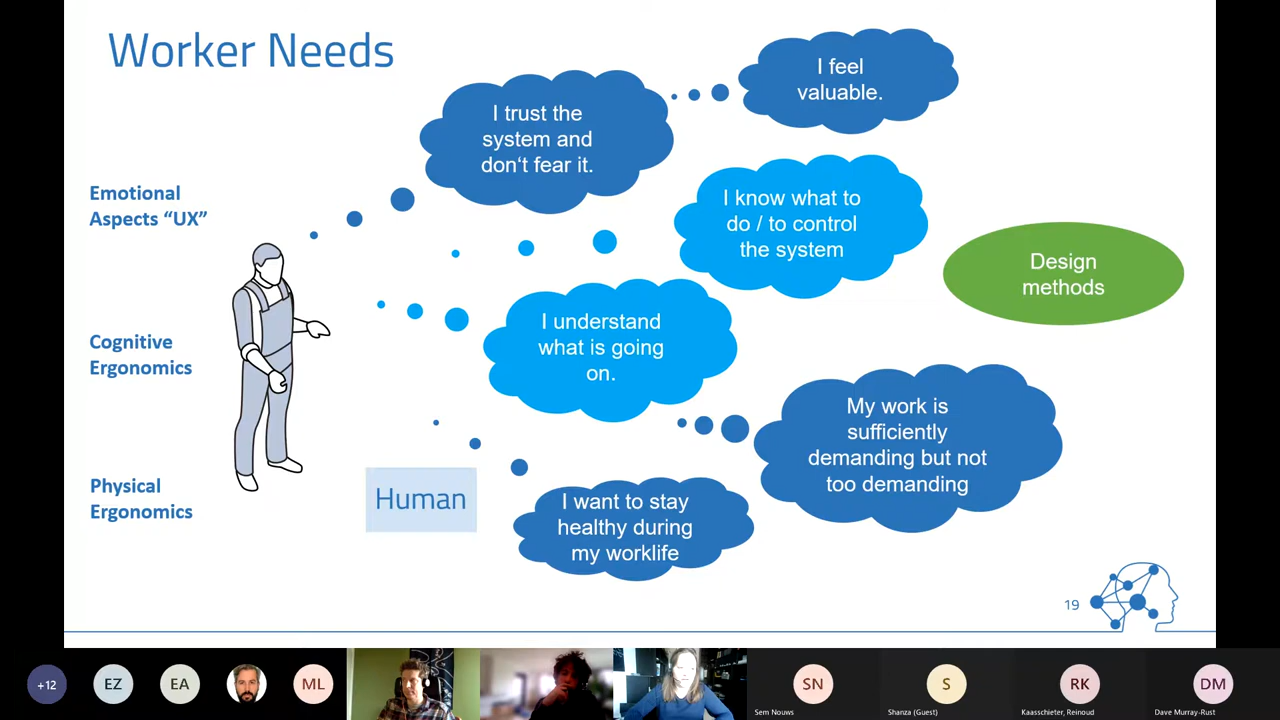 Worker Needs
I feel
valuable.
I trust the
system and
don‘t fear it.
Emotional
Aspects “UX”
I know what to
do / to control
the system
Design
methods
I understand
what is going
on.
Cognitive
Ergonomics
My work is
sufficiently
demanding but not
too demanding
Physical
Ergonomics
Human
I want to stay
healthy during
my worklife
19
+12
EZ
EA
ML
SN
S
RK
DM
Sem Nouws
Shanza (Guest)
Kaasschieter, Reinoud
Dave Murray-Rust